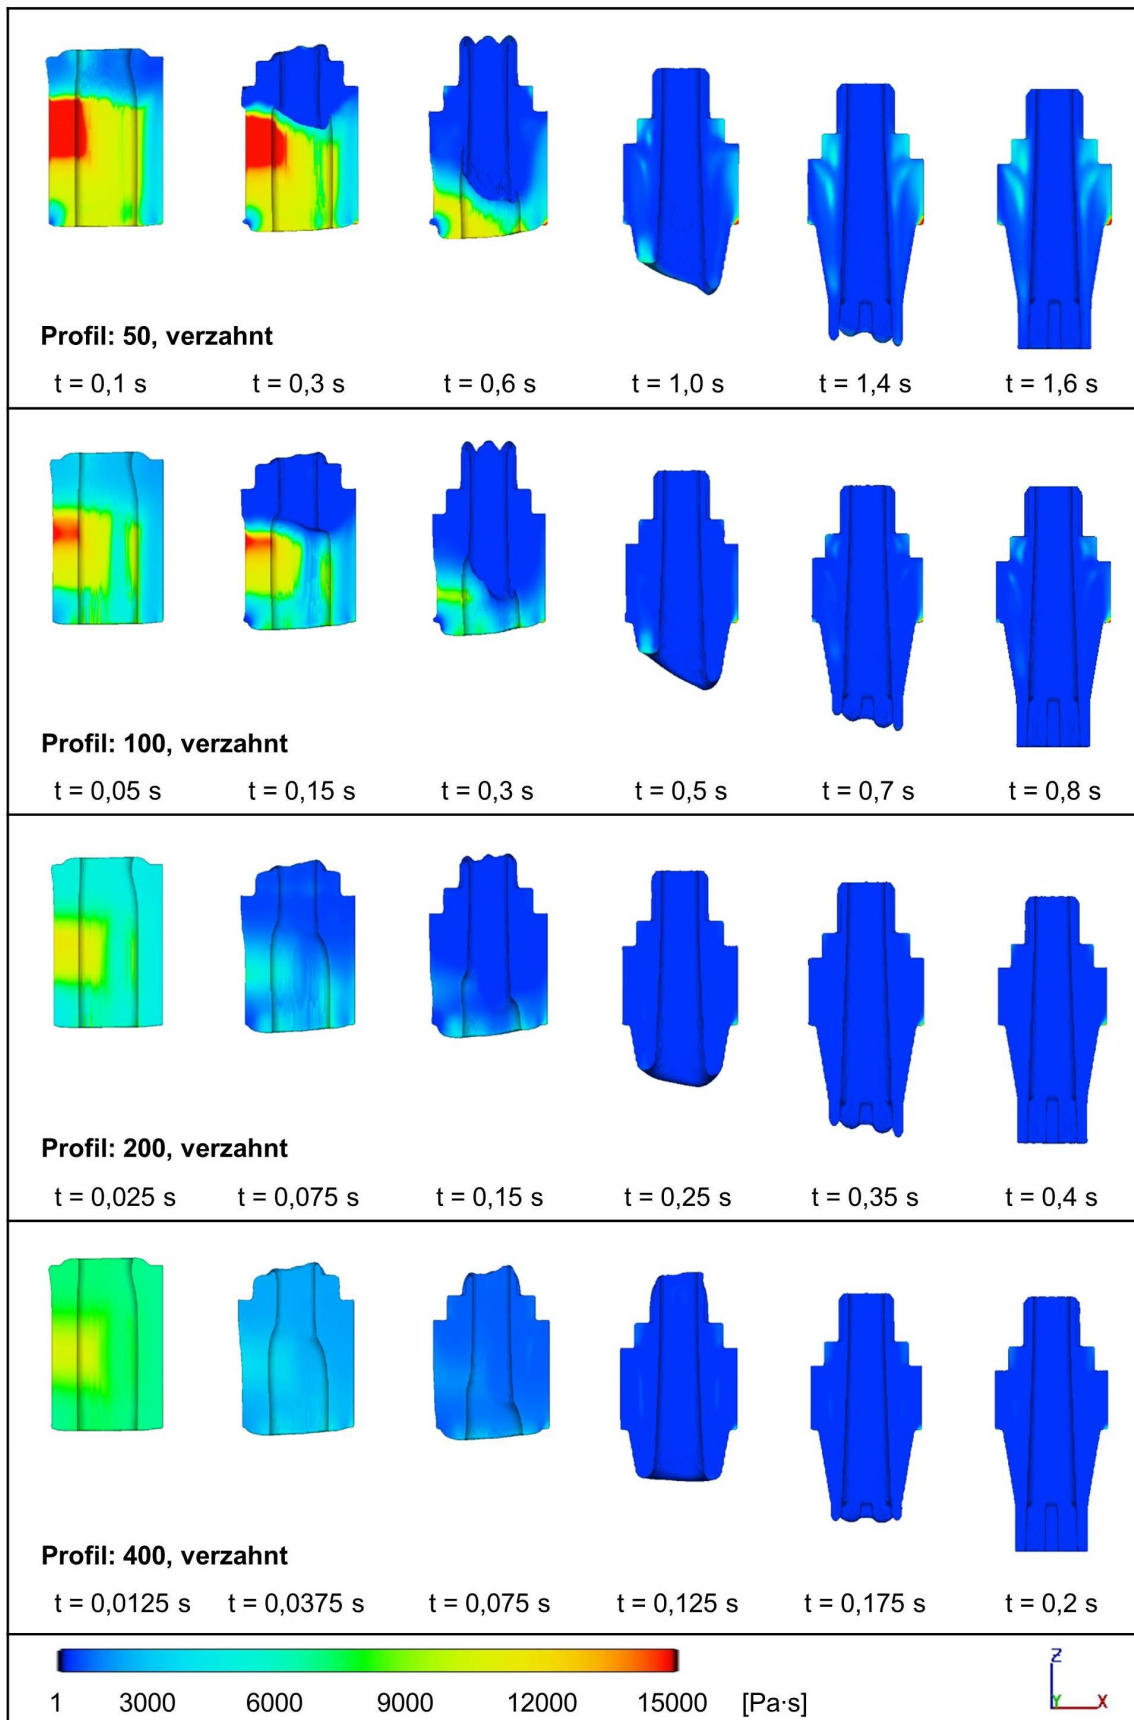 Profil: 50, verzahnt
t = 0,1 s t = 0,3 s t = 0,6 s t = 1,0 s t = 1,4 s t = 1,6 s
Profil: 100, verzahnt
t = 0,05 s t = 0,15 s t = 0,3 s t = 0,5 s t = 0,7 s t = 0,8 s
Profil: 200, verzahnt
t = 0,025 s t = 0,075 s t = 0,15 s t = 0,25 s t = 0,35 s t = 0,4 s
Profil: 400, verzahnt
t = 0,0125 s t = 0,0375 s t = 0,075 s t = 0,125 s t = 0,175 s t = 0,2 s
1 3000 6000 9000 12000 15000 [Pa·s]
Z
Y X